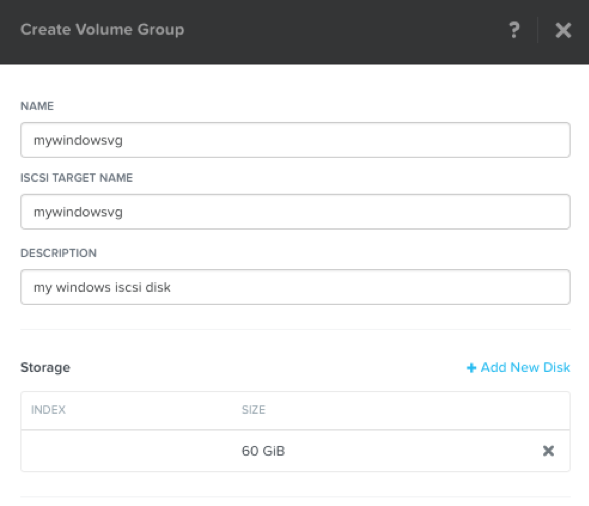 Create Volume Group ?
NAME
mywindowsvg
ISCSI TARGET NAME
mywindowsvg
DESCRIPTION
my windows iscsi disk
Storage + Add New Disk
INDEX SIZE
60 GiB